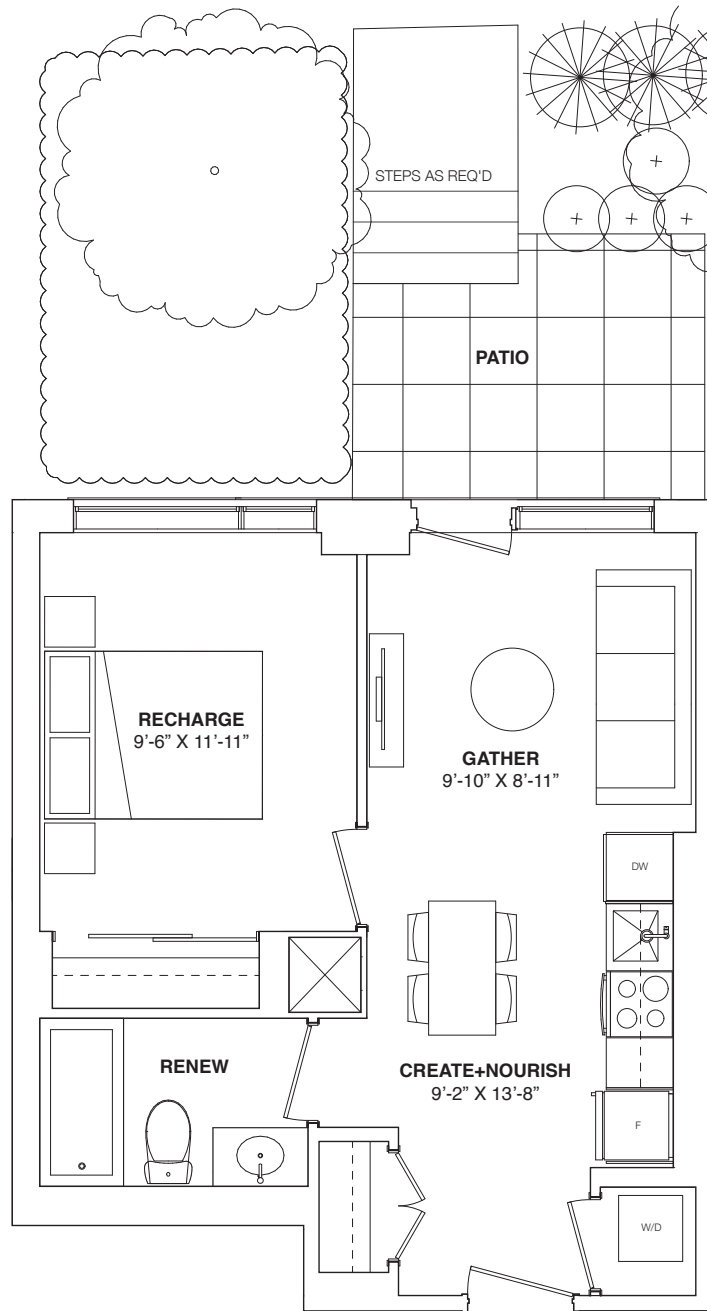 STEPS AS REQ'D
PATIO
RECHARGE
9'-6” X 11’-11”
GATHER
9'-10” X 8’-11”
DW
CREATE+NOURISH
9'-2” X 13’-8”
RENEW
F
W/D